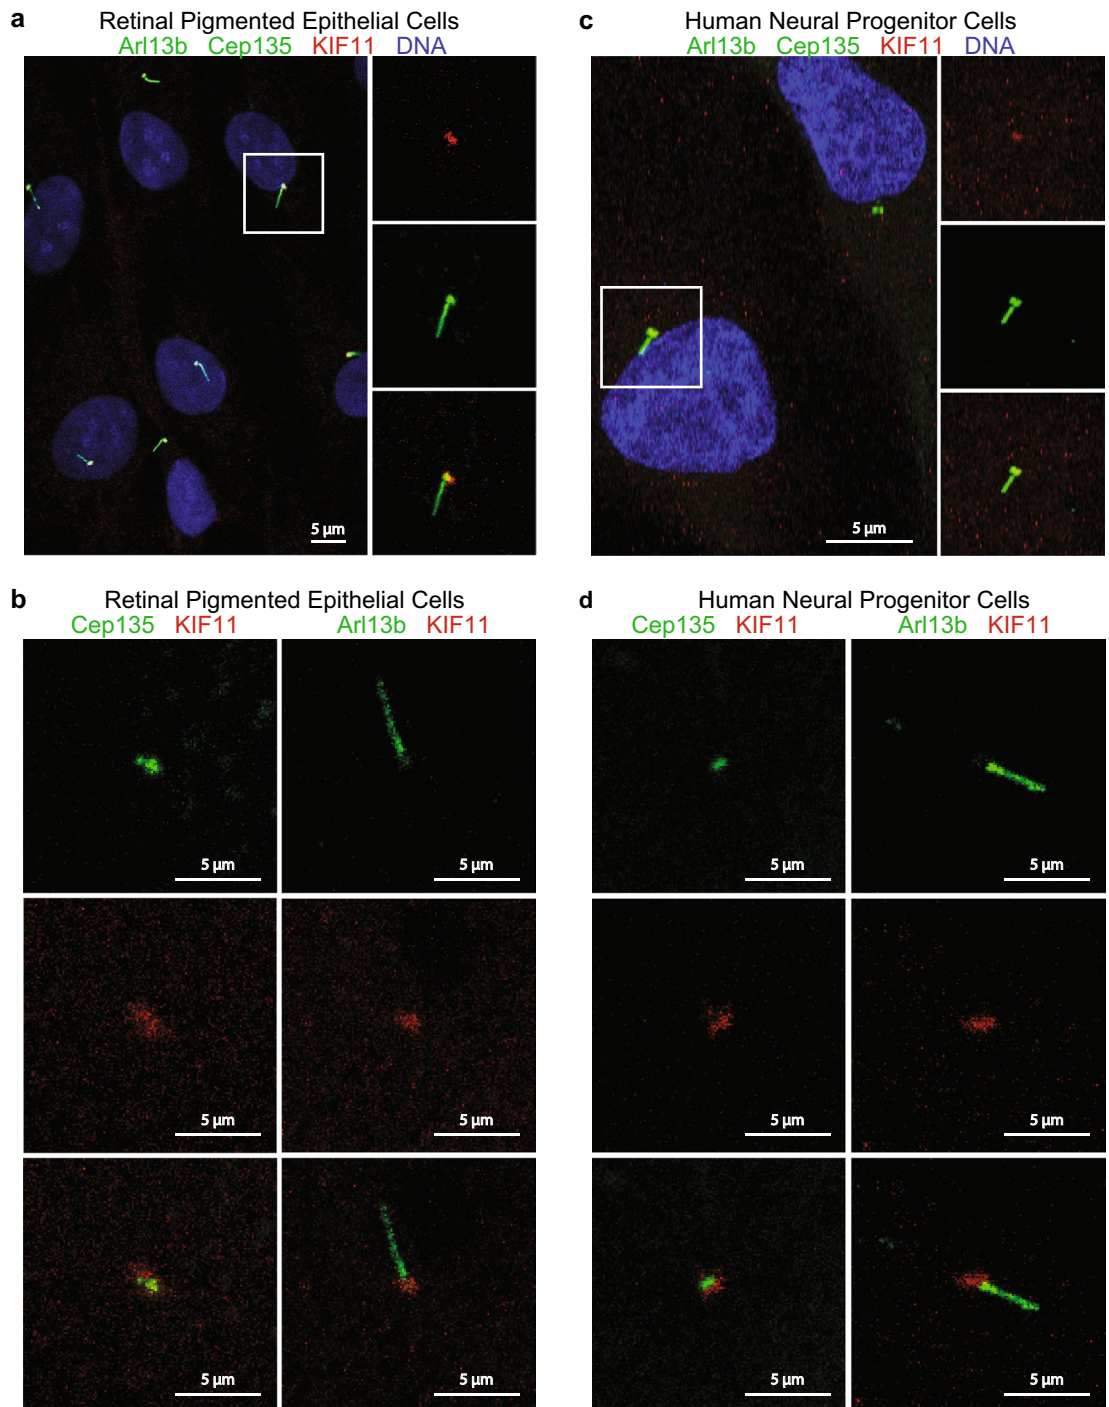 a
Retinal Pigmented Epithelial Cells
Arl13b Cep135 KIF11 DNA
5 µm
c
Human Neural Progenitor Cells
Arl13b Cep135 KIF11 DNA
5 µm
b
Retinal Pigmented Epithelial Cells
Cep135 KIF11
Arl13b KIF11
5 µm
5 µm
5 µm
5 µm
5 µm
5 µm
d
Human Neural Progenitor Cells
Cep135 KIF11
Arl13b KIF11
5 µm
5 µm
5 µm
5 µm
5 µm
5 µm